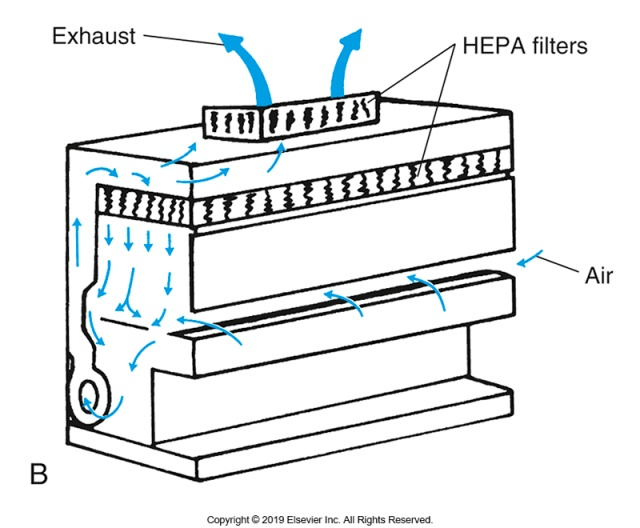 Exhaust
HEPA filters
Air
B
Copyright © 2019 Elsevier Inc. All Rights Reserved.